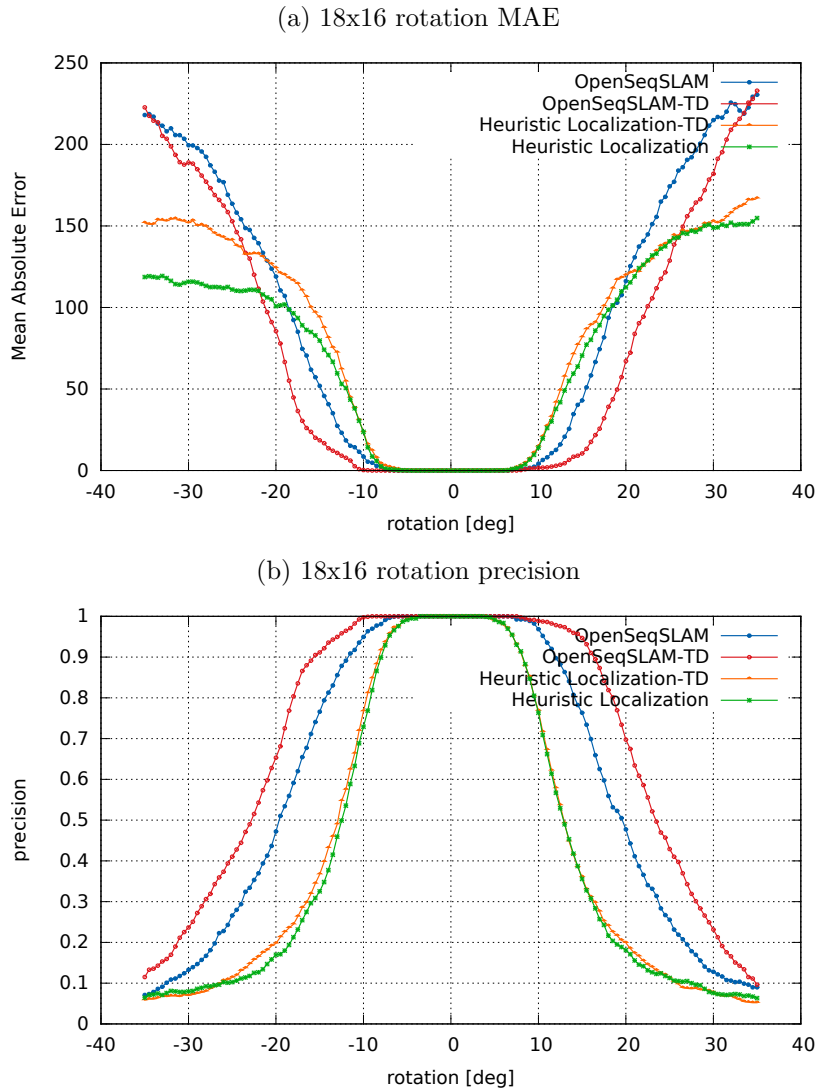 (a) 18x16 rotation MAE
250
200
150
100
50
0
Mean Absolute Error
OpenSeqSLAM
OpenSeqSLAM-TD
Heuristic Localization-TD
Heuristic Localization
-40 -30 -20 -10 0 10 20 30 40
rotation [deg]
(b) 18x16 rotation precision
1
0.9
0.8
0.7
0.6
0.5
0.4
0.3
0.2
0.1
0
precision
OpenSeqSLAM
OpenSeqSLAM-TD
Heuristic Localization-TD
Heuristic Localization
-40 -30 -20 -10 0 10 20 30 40
rotation [deg]